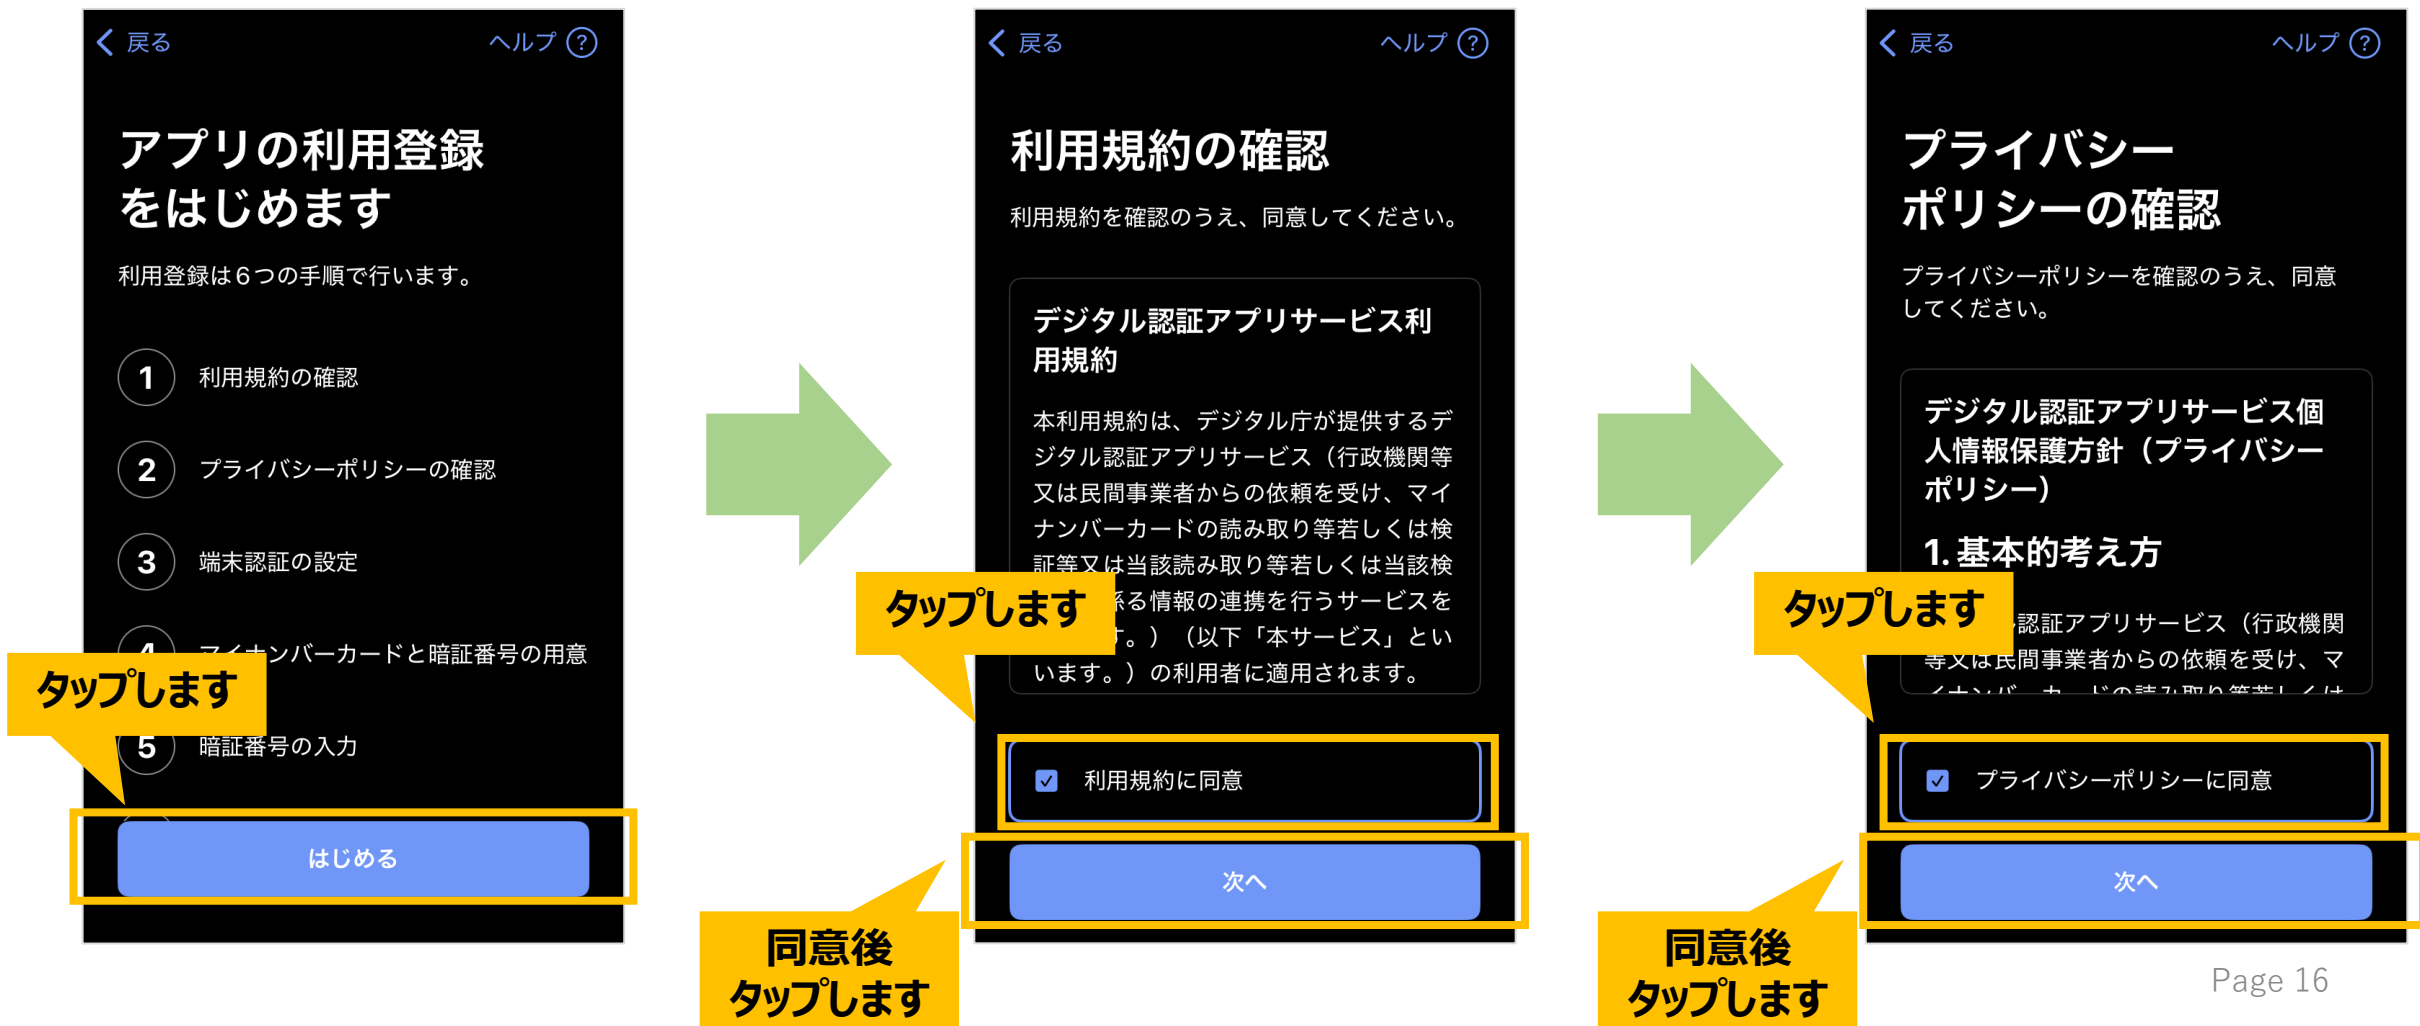 戻る
ヘルプ ?
アプリの利用登録
をはじめます
利用登録は6つの手順で行います。
1 利用規約の確認
2 プライバシーポリシーの確認
3 端末認証の設定
4 マイナンバーカードと暗証番号の用意
タップします
5 暗証番号の入力
はじめる
戻る
ヘルプ ?
利用規約の確認
利用規約を確認のうえ、同意してください。
デジタル認証アプリサービス利
用規約
本利用規約は、デジタル庁が提供するデ
ジタル認証アプリサービス（行政機関等
又は民間事業者からの依頼を受け、マイ
ナンバーカードの読み取り等若しくは検
証等又は当該読み取り等若しくは当該検
係る情報の連携を行うサービスを
す。）（以下「本サービス」とい
います。）の利用者に適用されます。
タップします
利用規約に同意
次へ
同意後
タップします
戻る
ヘルプ ?
プライバシー
ポリシーの確認
プライバシーポリシーを確認のうえ、同意
してください。
デジタル認証アプリサービス個
人情報保護方針（プライバシー
ポリシー）
1. 基本的考え方
認証アプリサービス（行政機関
等又は民間事業者からの依頼を受け、マ
イナンバーカードの読み取り等若しくは
タップします
プライバシーポリシーに同意
次へ
同意後
タップします
Page 16